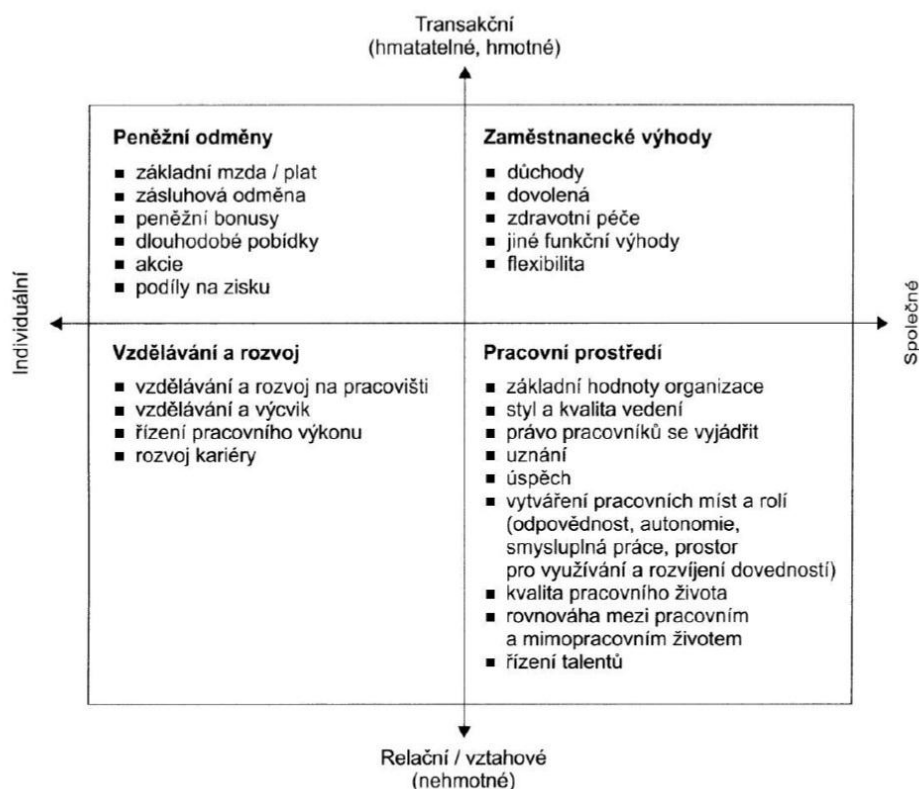 Transakční
(hmatatelné, hmotné)
Peněžní odměny
■ základní mzda / plat
■ zásluhová odměna
■ peněžní bonusy
■ dlouhodobé pobídky
■ akcie
■ podíly na zisku
Zaměstnanecké výhody
■ důchody
■ dovolená
■ zdravotní péče
■ jiné funkční výhody
■ flexibilita
Individuální
Společné
Vzdělávání a rozvoj
■ vzdělávání a rozvoj na pracovišti
■ vzdělávání a výcvik
■ řízení pracovního výkonu
■ rozvoj kariéry
Pracovní prostředí
■ základní hodnoty organizace
■ styl a kvalita vedení
■ právo pracovníků se vyjádřit
■ uznání
■ úspěch
■ vytváření pracovních míst a rolí
(odpovědnost, autonomie,
smysluplná práce, prostor
pro využívání a rozvíjení dovedností)
■ kvalita pracovního života
■ rovnováha mezi pracovním
a mimopracovním životem
■ řízení talentů
Relační / vztahové
(nehmotné)